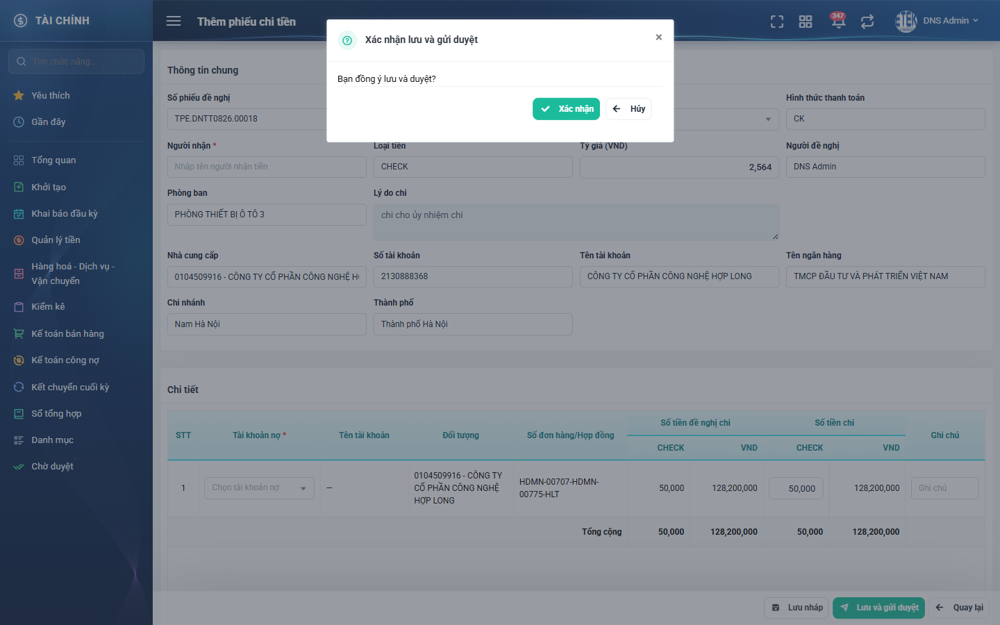 TÀI CHÍNH
Tìm chức năng...
Yêu thích
Gần đây
Tổng quan
Khởi tạo
Khai báo đầu kỳ
Quản lý tiền
Hàng hoá - Dịch vụ -
Vận chuyển
Kiểm kê
Kế toán bán hàng
Kế toán công nợ
Kết chuyển cuối kỳ
Sổ tổng hợp
Danh mục
Chờ duyệt
Thêm phiếu chi tiền
347
DNS Admin
Xác nhận lưu và gửi duyệt
×
Bạn đồng ý lưu và duyệt?
Xác nhận
Hủy
Thông tin chung
Số phiếu đề nghị
Hình thức thanh toán
TPE.DNTT0826.00018
CK
Người nhận *
Loại tiền
Tỷ giá (VND)
Người đề nghị
Nhập tên người nhận tiền
CHECK
2,564
DNS Admin
Phòng ban
Lý do chi
PHÒNG THIẾT BỊ Ô TÔ 3
chi cho ủy nhiệm chi
Nhà cung cấp
Số tài khoản
Tên tài khoản
Tên ngân hàng
0104509916 - CÔNG TY CỔ PHẦN CÔNG NGHỆ H
2130888368
CÔNG TY CỔ PHẦN CÔNG NGHỆ HỢP LONG
TMCP ĐẦU TƯ VÀ PHÁT TRIỂN VIỆT NAM
Chi nhánh
Thành phố
Nam Hà Nội
Thành phố Hà Nội
Chi tiết
STT
Tài khoản nợ *
Tên tài khoản
Đối tượng
Số đơn hàng/Hợp đồng
Số tiền đề nghị chi
Số tiền chi
Ghi chú
CHECK
VND
CHECK
VND
1
Chọn tài khoản nợ
—
0104509916 - CÔNG TY
CỔ PHẦN CÔNG NGHỆ
HỢP LONG
HDMN-00707-HDMN-
00775-HLT
50,000
128,200,000
50,000
128,200,000
Ghi chú
Tổng cộng
50,000
128,200,000
50,000
128,200,000
Lưu nháp
Lưu và gửi duyệt
Quay lại